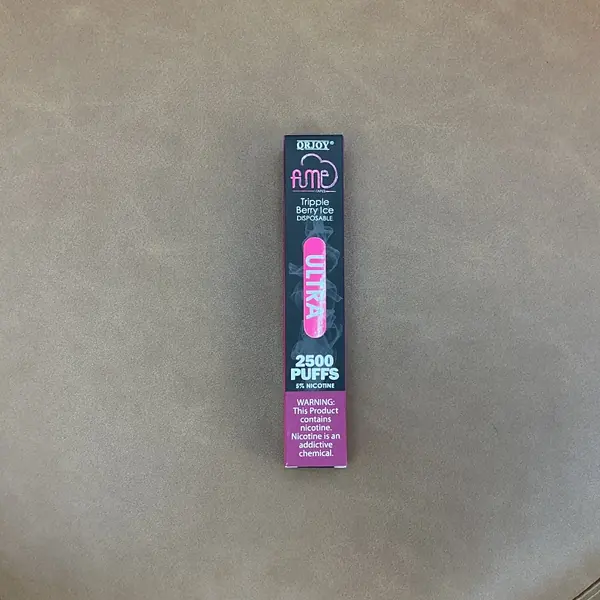 QRJOY®
fume
Trippie
Berry Ice
DISPOSABLE
ULTRA
2500
PUFFS
5% NICOTINE
WARNING:
This Product
contains
nicotine.
Nicotine is an
addictive
chemical.